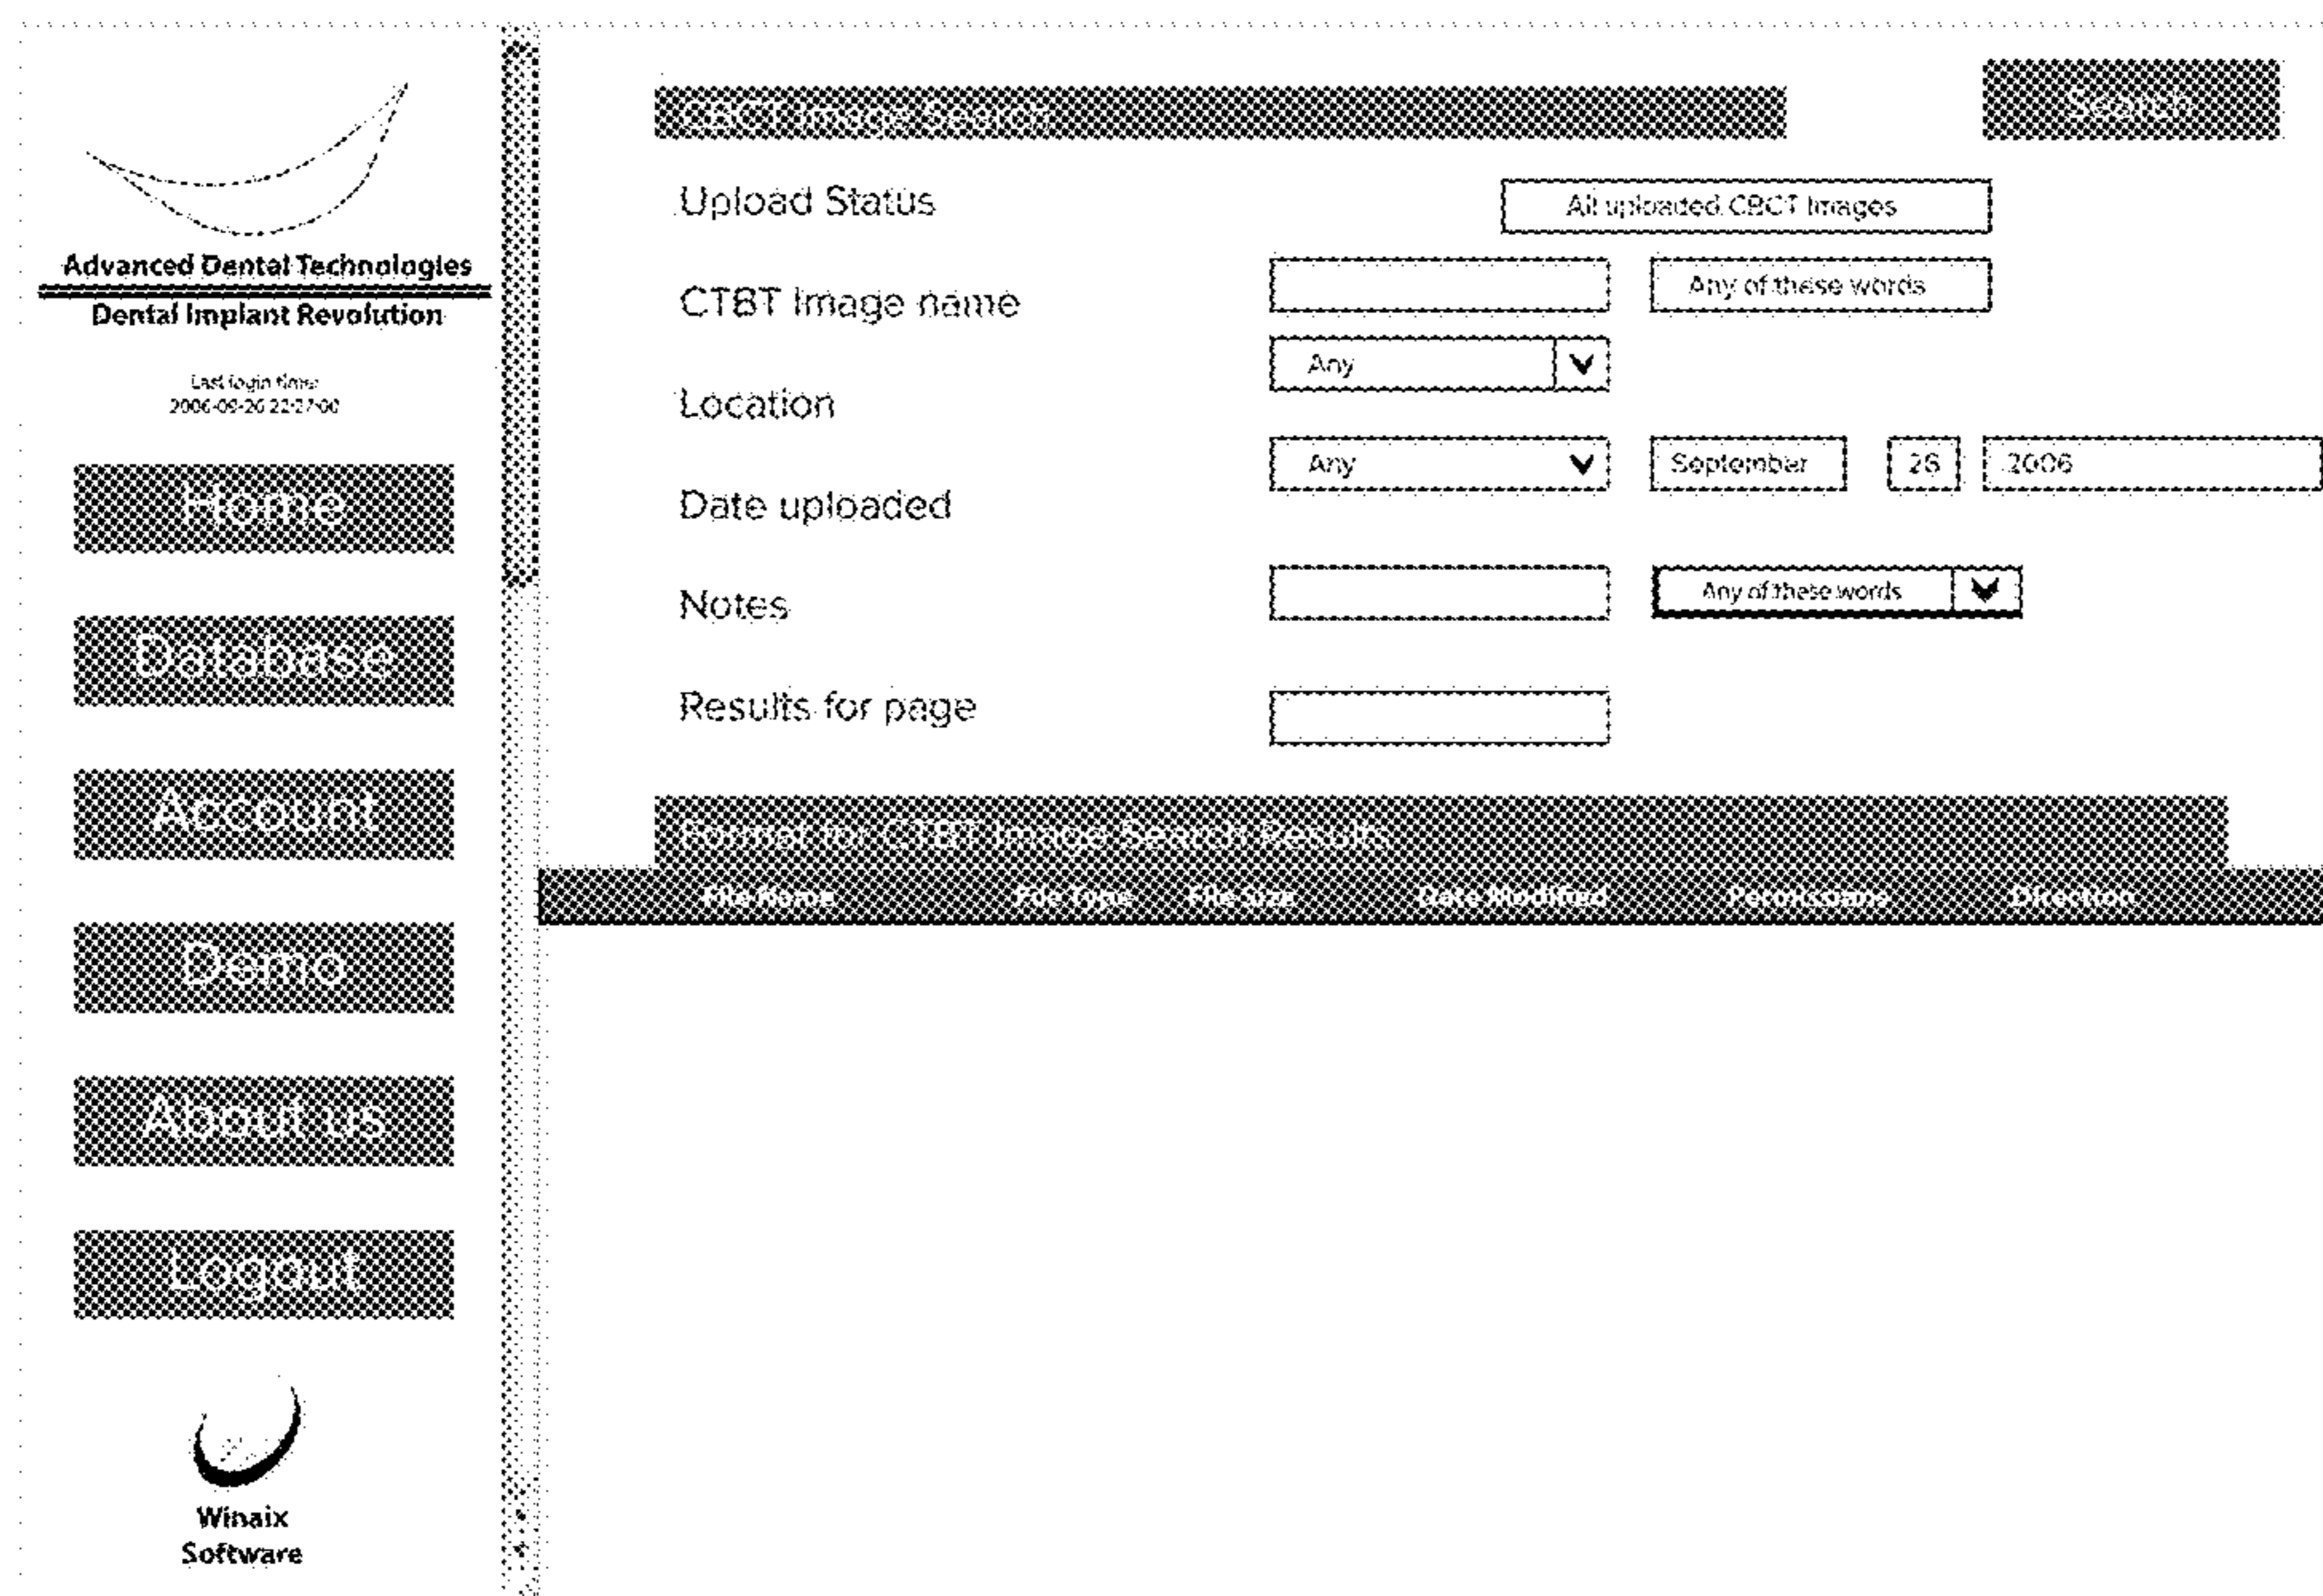 Advanced Dental Technologies
Dental Implant Revolution
Last login time:
2006-09-26 22:27:00
Home
Database
Account
Demo
About us
Logout
Winaix
Software
CBCT Image Search
Search
Upload Status
All uploaded CBCT Images
CTBT Image name
Any of these words
Location
Any
Date uploaded
Any September 26 2006
Notes
Any of these words
Results for page
Format for CTBT Image Search Results
File Name File Type File Size Date Modified Permissions Direction